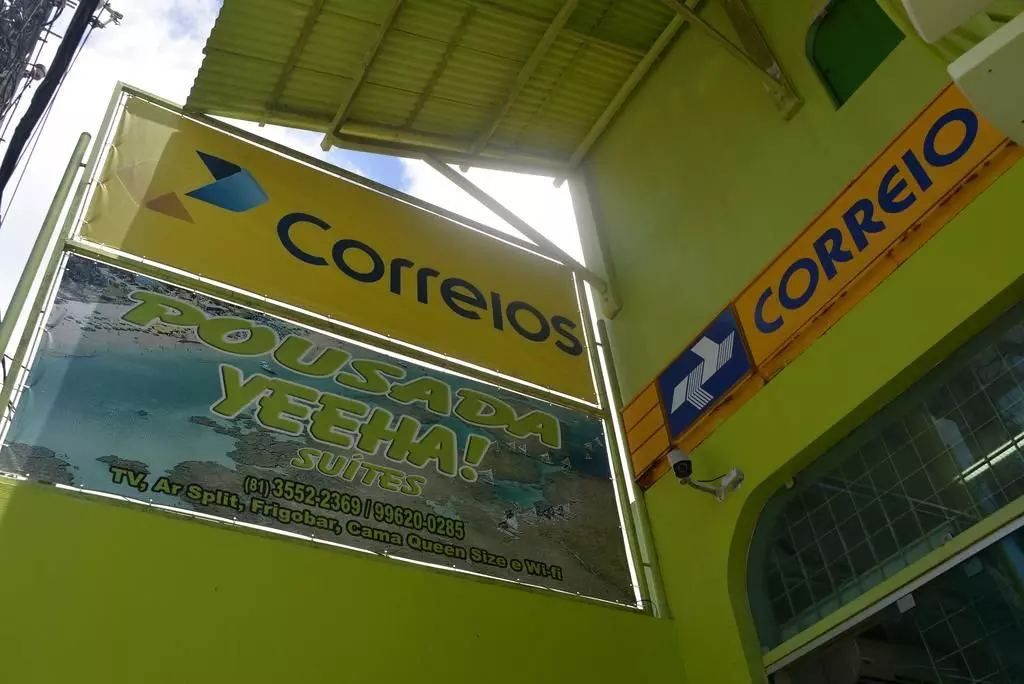 correios
POUSADA
YEEHA!
SUÍTES
(81) 3552-2369 / 99620-0285
TV, Ar Split, Frigobar, Cama Queen Size e Wi-fi
CORREIO